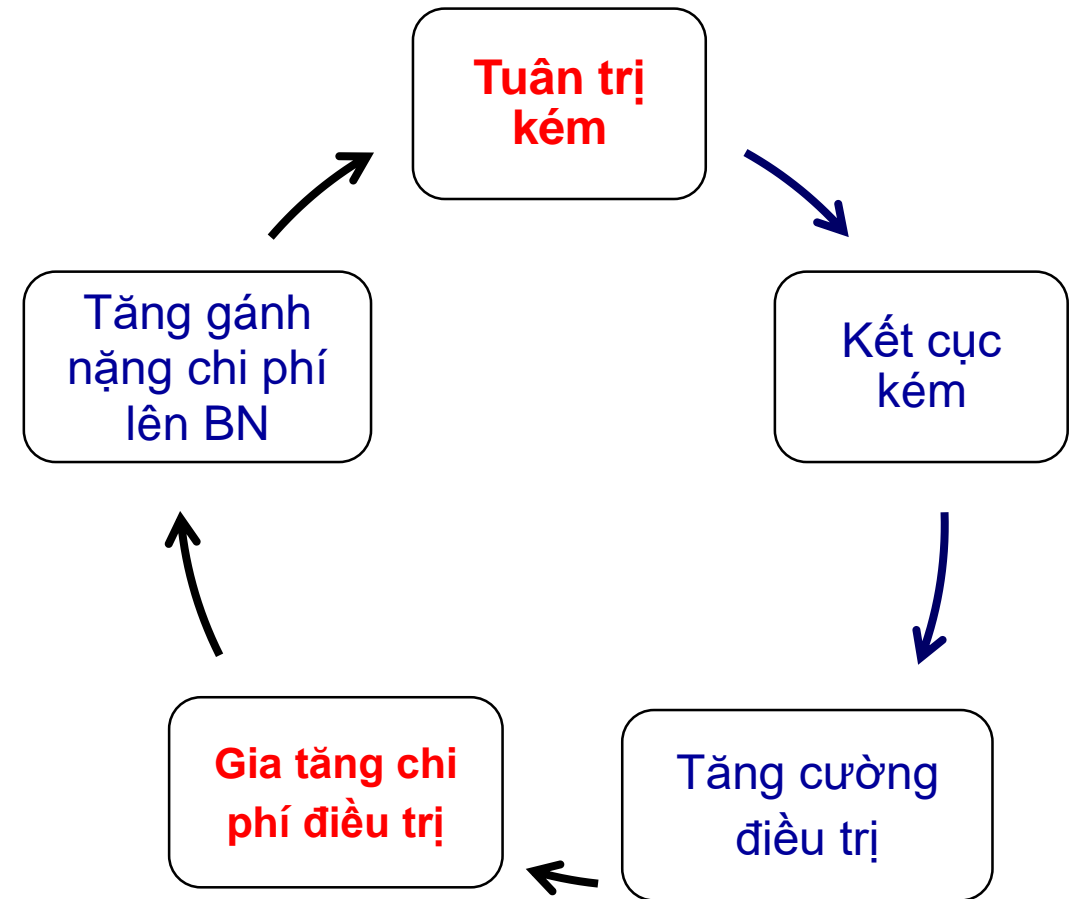 Tuân trị
kém
Kết cục
kém
Tăng cường
điều trị
Gia tăng chi
phí điều trị
Tăng gánh
nặng chi phí
lên BN